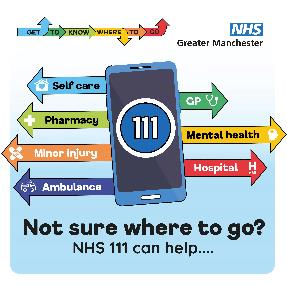 GET TO KNOW WHERE TO GO
NHS
Greater Manchester
Self care
GP
Pharmacy
111
Mental health
Minor injury
Hospital
H
Ambulance
Not sure where to go?
NHS 111 can help....